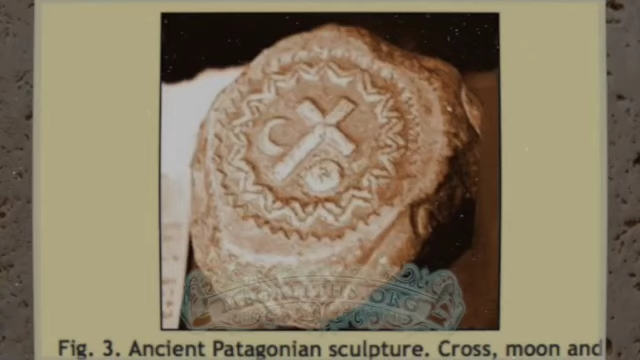 Fig. 3. Ancient Patagonian sculpture. Cross, moon and